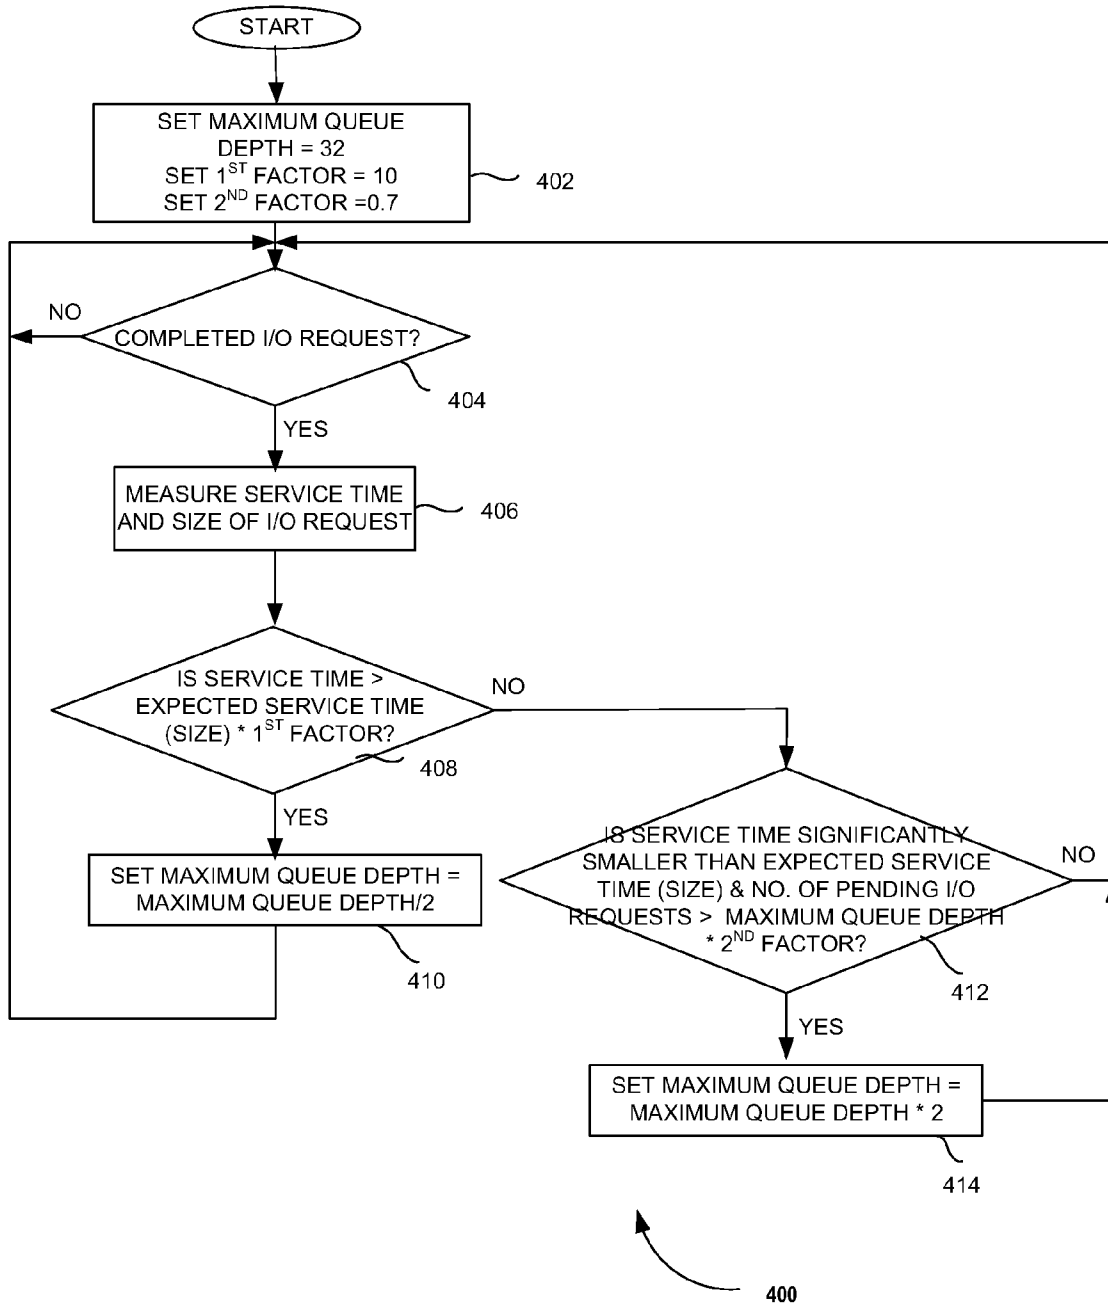 START
SET MAXIMUM QUEUE
DEPTH = 32
SET 1ST FACTOR = 10
SET 2ND FACTOR =0.7
402
NO
COMPLETED I/O REQUEST?
404
YES
MEASURE SERVICE TIME
AND SIZE OF I/O REQUEST
406
IS SERVICE TIME >
EXPECTED SERVICE TIME
(SIZE) * 1ST FACTOR?
NO
408
YES
SET MAXIMUM QUEUE DEPTH =
MAXIMUM QUEUE DEPTH/2
410
IS SERVICE TIME SIGNIFICANTLY
SMALLER THAN EXPECTED SERVICE
TIME (SIZE) & NO. OF PENDING I/O
REQUESTS > MAXIMUM QUEUE DEPTH
* 2ND FACTOR?
NO
412
YES
SET MAXIMUM QUEUE DEPTH =
MAXIMUM QUEUE DEPTH * 2
414
400